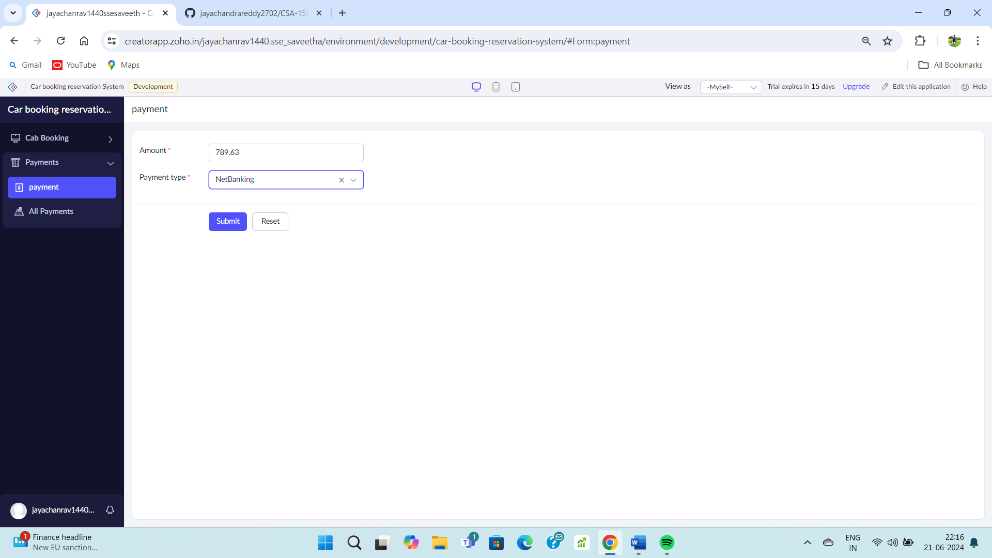 jayachanrav1440ssesaveeth - C
jayachandrareddy2702/CSA-15
creatorapp.zoho.in/jayachanrav1440.sse_saveetha/environment/development/car-booking-reservation-system/#Form:payment
Gmail
YouTube
Maps
All Bookmarks
Car booking reservation System
Development
View as
-MySelf-
Trial expires in 15 days
Upgrade
Edit this application
Help
Car booking reservatio...
payment
Cab Booking
Payments
payment
All Payments
Amount *
789.63
Payment type *
NetBanking
Submit
Reset
jayachanrav1440...
1
Finance headline
New EU sanction...
1
ENG
IN
22:16
21-06-2024